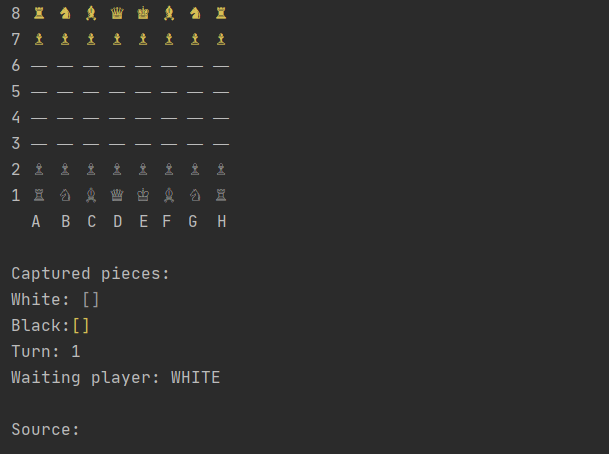 8 ♜ ♞ ♝ ♛ ♚ ♝ ♞ ♜
7 ♟ ♟ ♟ ♟ ♟ ♟ ♟ ♟
6 — — — — — — — —
5 — — — — — — — —
4 — — — — — — — —
3 — — — — — — — —
2 ♙ ♙ ♙ ♙ ♙ ♙ ♙ ♙
1 ♖ ♘ ♗ ♕ ♔ ♗ ♘ ♖
A B C D E F G H
Captured pieces:
White: []
Black:[]
Turn: 1
Waiting player: WHITE
Source: